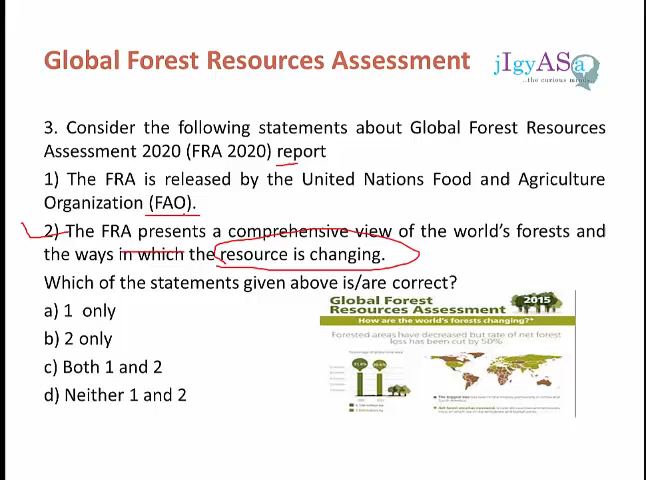 Global Forest Resources Assessment
jIgyASa
...the curious minds
3. Consider the following statements about Global Forest Resources
Assessment 2020 (FRA 2020) report
1) The FRA is released by the United Nations Food and Agriculture
Organization (FAO).
2) The FRA presents a comprehensive view of the world's forests and
the ways in which the resource is changing.
Which of the statements given above is/are correct?
a) 1 only
b) 2 only
c) Both 1 and 2
d) Neither 1 and 2
Global Forest
Resources Assessment
2015
How are the world's forests changing?*
Forested areas have decreased but rate of net forest
loss has been cut by 50%